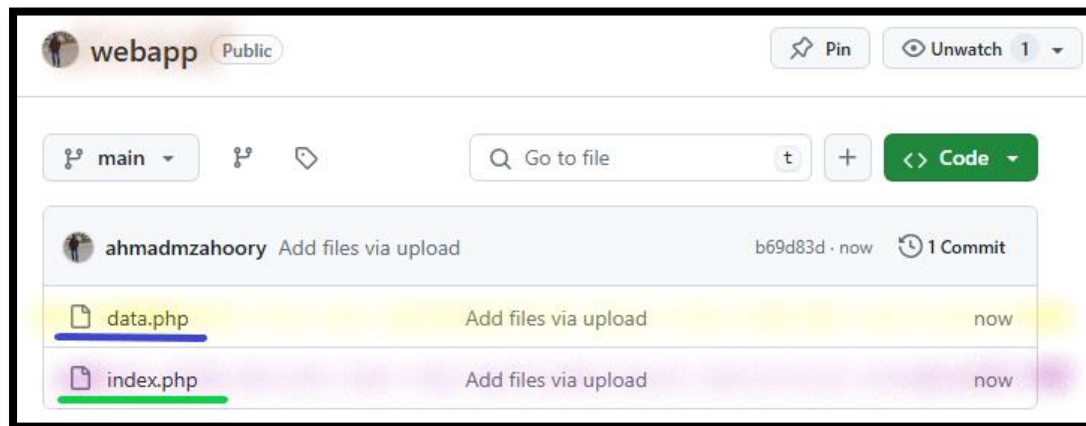 webapp Public Pin Unwatch 1
main Go to file t Code
ahmadmzahoory Add files via upload b69d83d · now 1 Commit
data.php Add files via upload now
index.php Add files via upload now